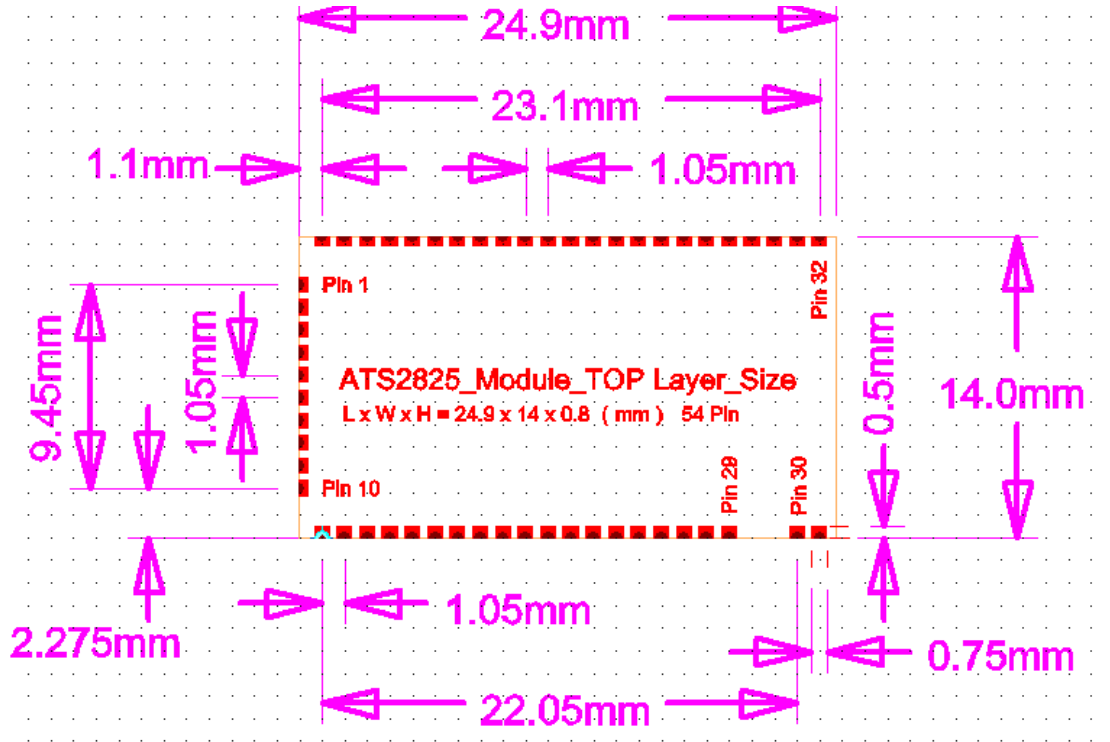 24.9mm
23.1mm
1.1mm
1.05mm
Pin 1
Pin 32
9.45mm
1.05mm
ATS2825_Module_TOP Layer_Size
L x W x H = 24.9 x 14 x 0.8 ( mm ) 54 Pin
0.5mm
14.0mm
Pin 10
Pin 29
Pin 30
1.05mm
2.275mm
0.75mm
22.05mm